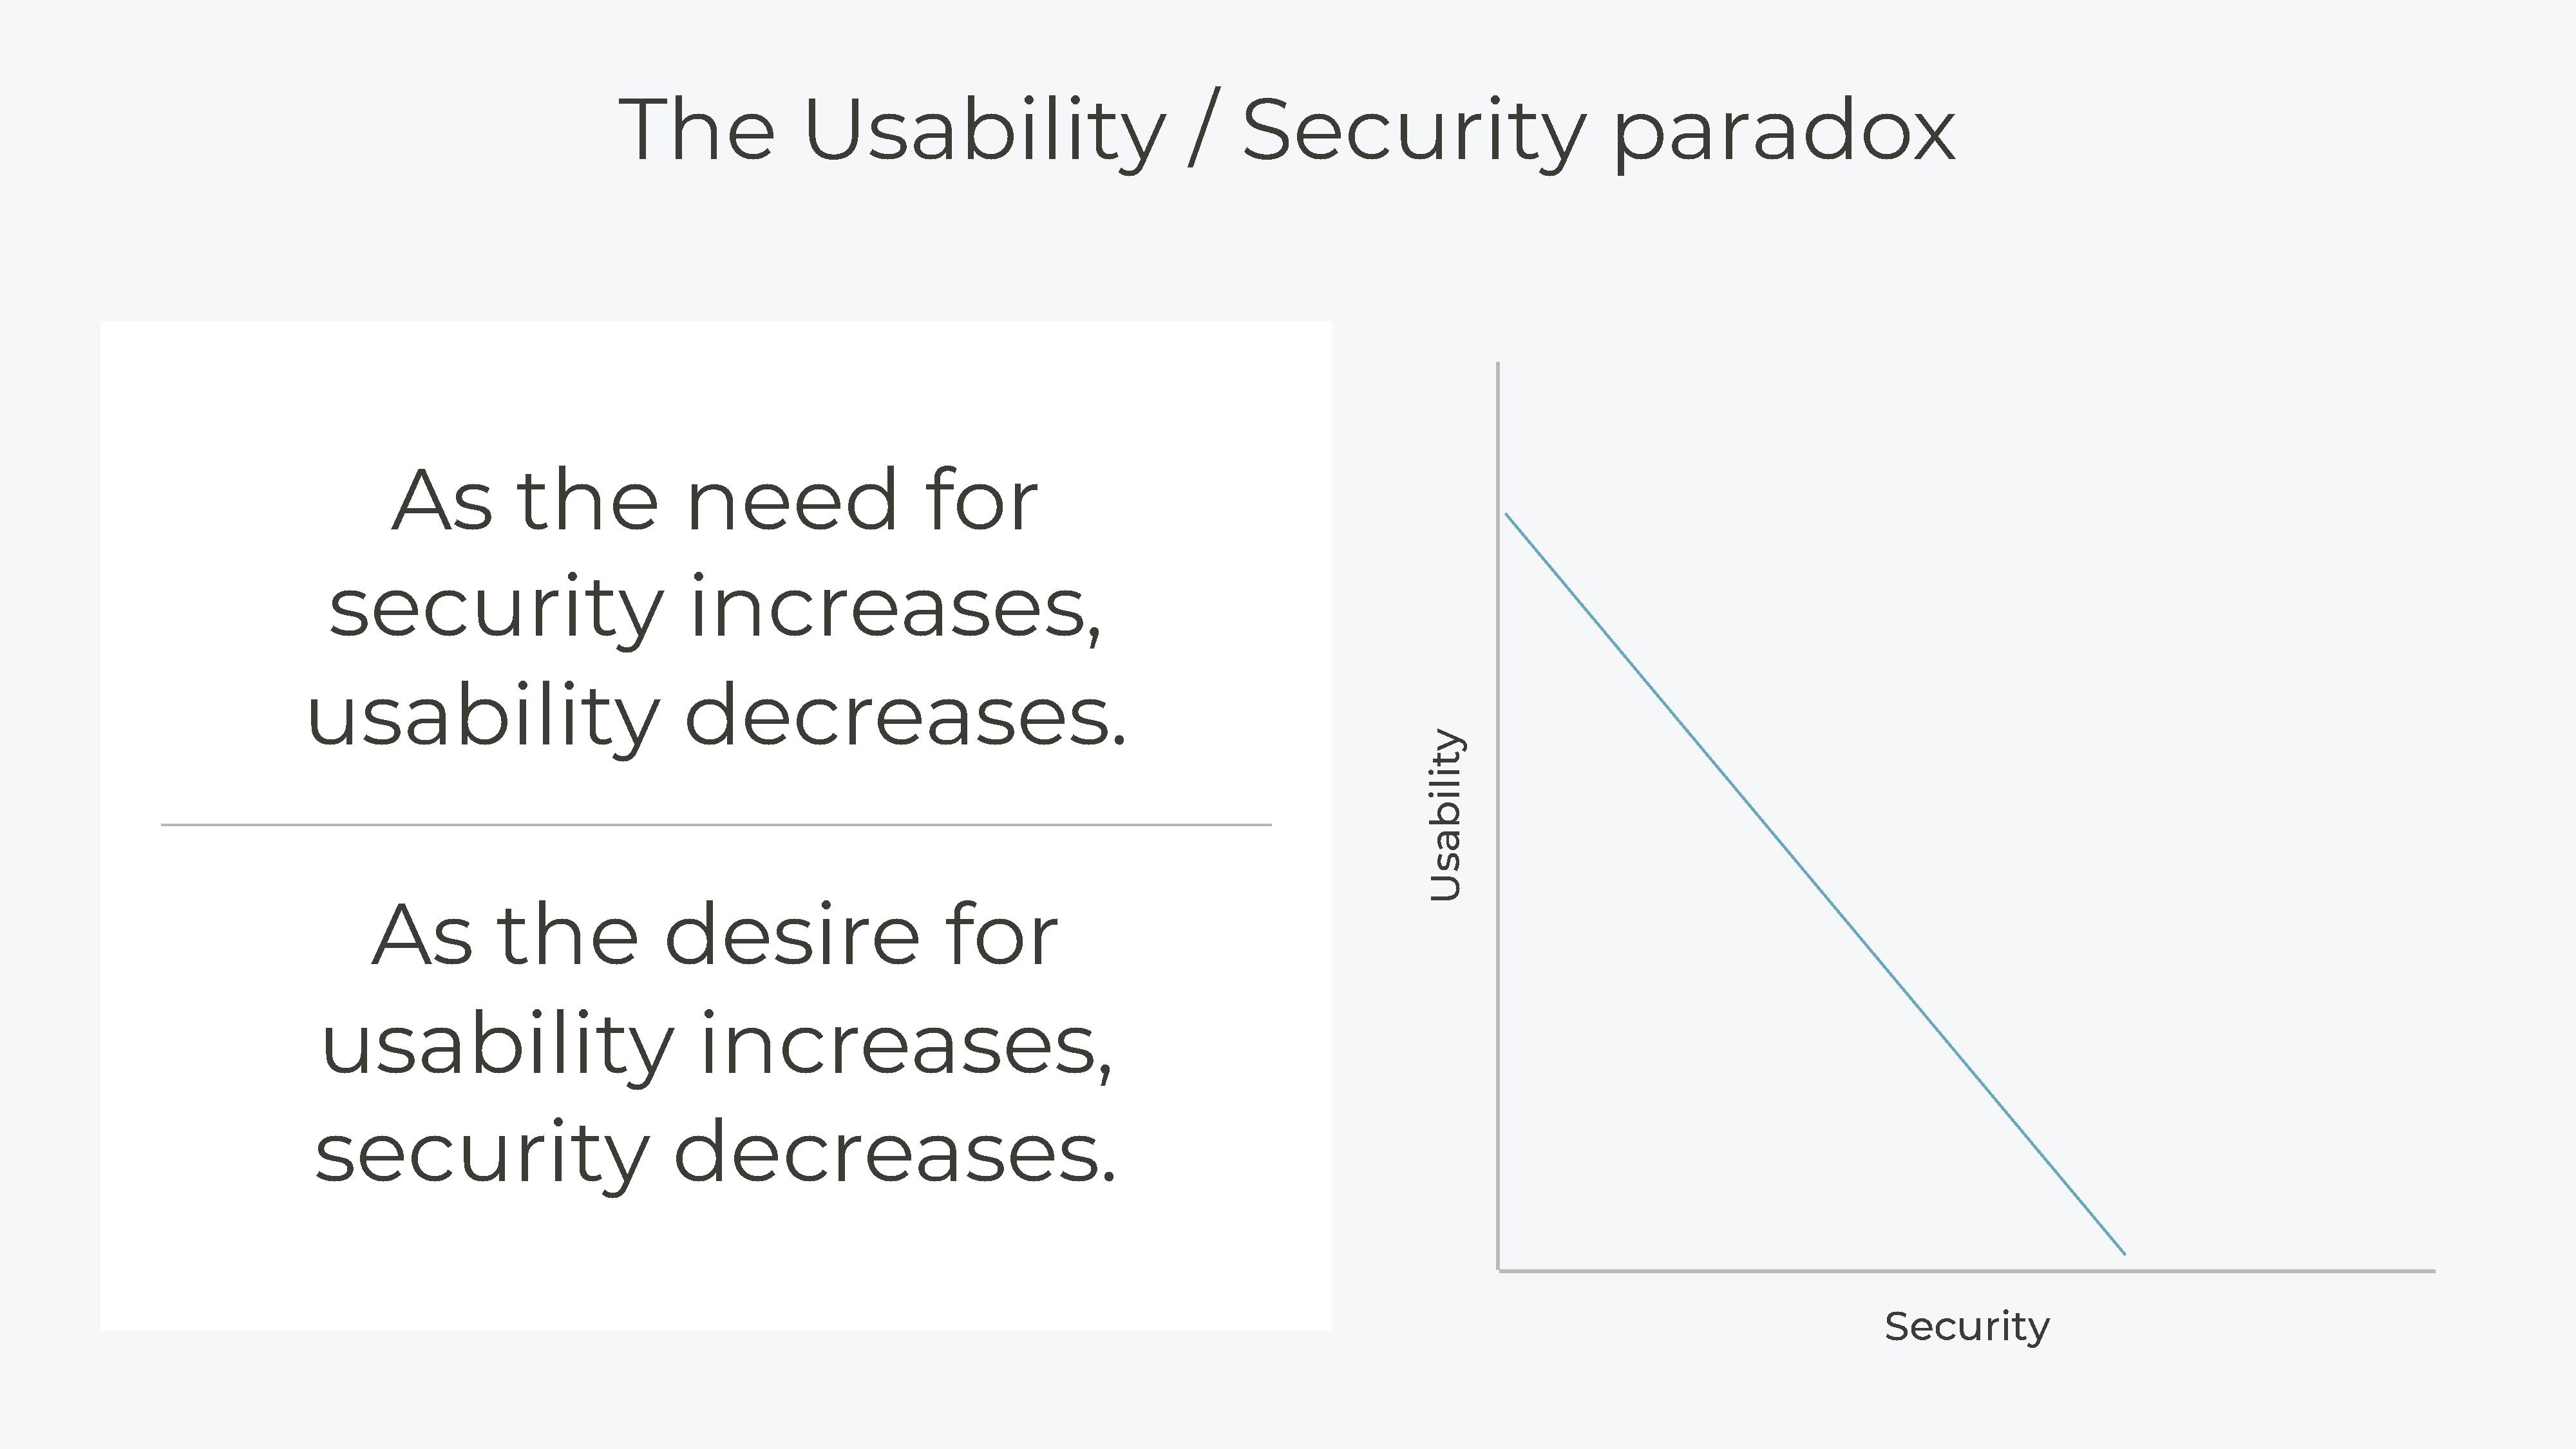 The Usability / Security paradox
As the need for
security increases,
usability decreases.
As the desire for
usability increases,
security decreases.
Usability
Security